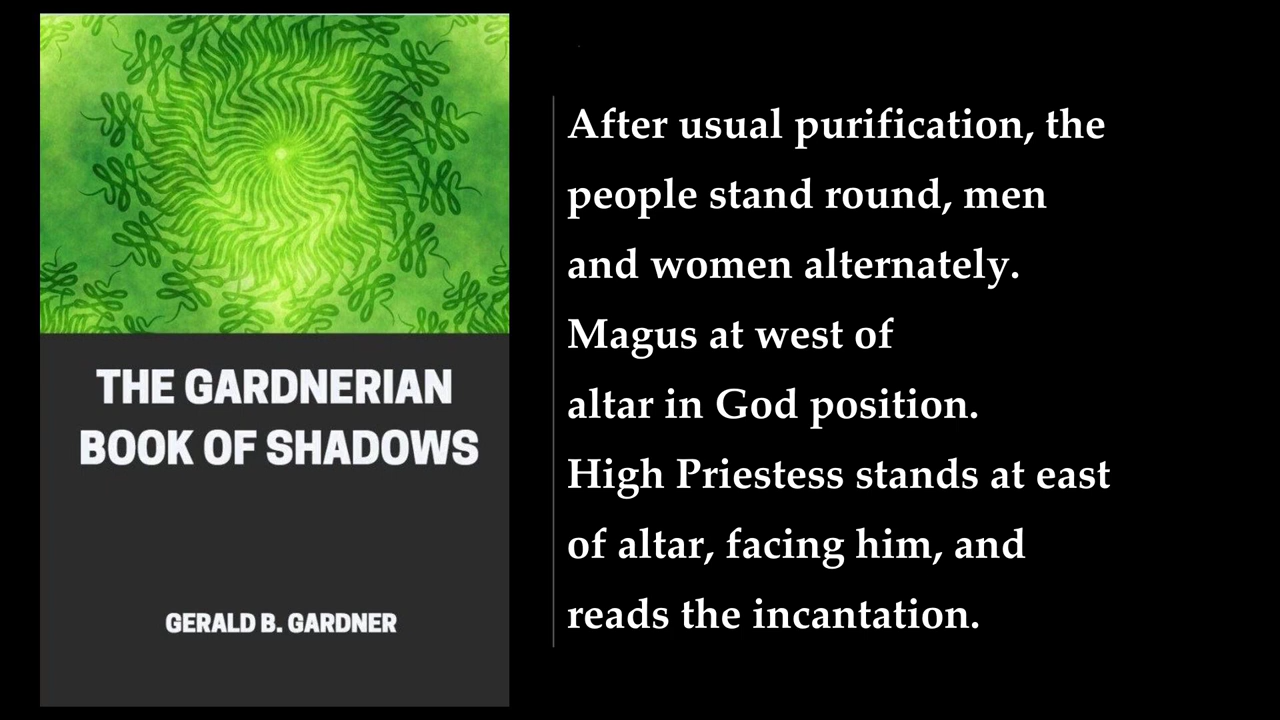 THE GARDNERIAN
BOOK OF SHADOWS
GERALD B. GARDNER
After usual purification, the
people stand round, men
and women alternately.
Magus at west of
altar in God position.
High Priestess stands at east
of altar, facing him, and
reads the incantation.